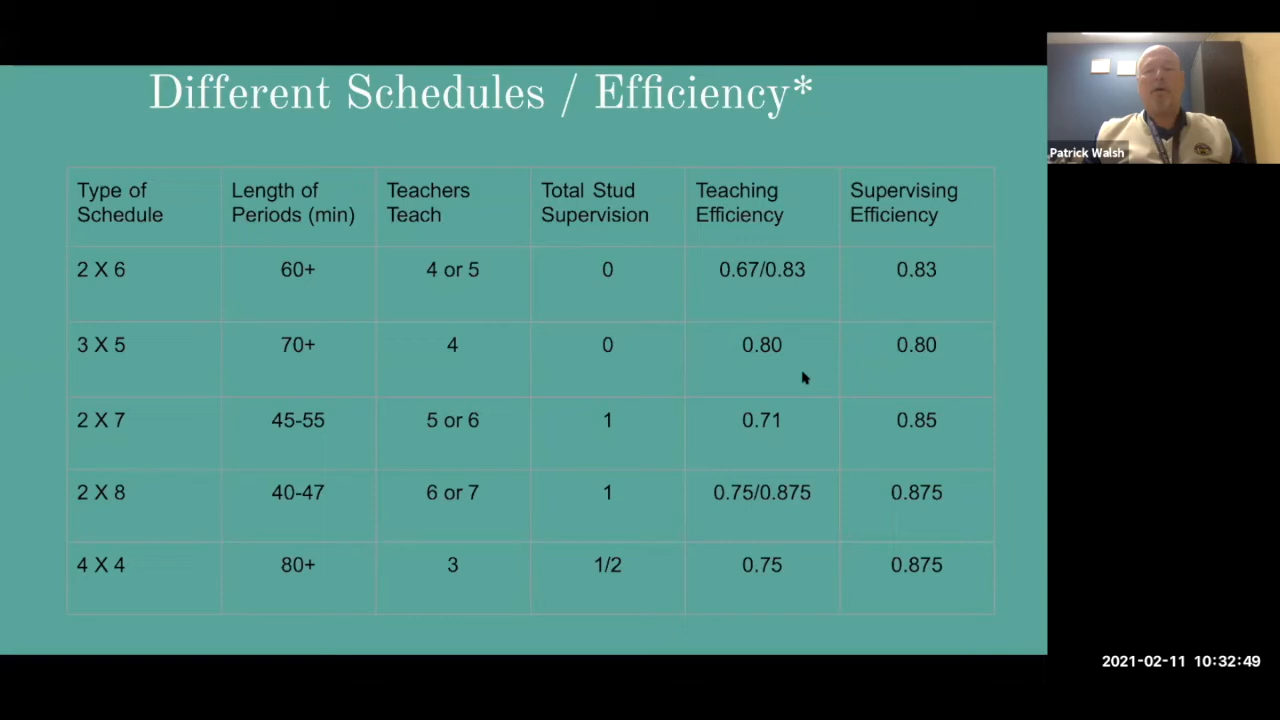 Different Schedules / Efficiency*
Patrick Walsh
Type of Schedule Length of Periods (min) Teachers Teach Total Stud Supervision Teaching Efficiency Supervising Efficiency
2 X 6 60+ 4 or 5 0 0.67/0.83 0.83
3 X 5 70+ 4 0 0.80 0.80
2 X 7 45-55 5 or 6 1 0.71 0.85
2 X 8 40-47 6 or 7 1 0.75/0.875 0.875
4 X 4 80+ 3 1/2 0.75 0.875
2021-02-11 10:32:49